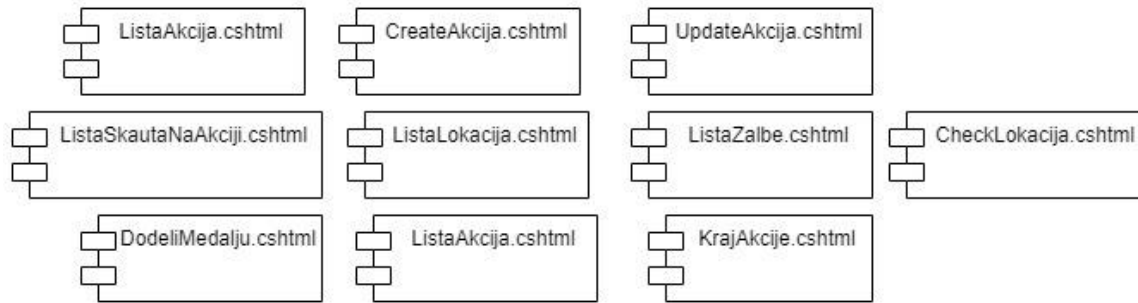 ListaAkcija.cshtml
CreateAkcija.cshtml
UpdateAkcija.cshtml
ListaSkautaNaAkciji.cshtml
ListaLokacija.cshtml
ListaZalbe.cshtml
CheckLokacija.cshtml
DodeliMedalju.cshtml
ListaAkcija.cshtml
KrajAkcije.cshtml